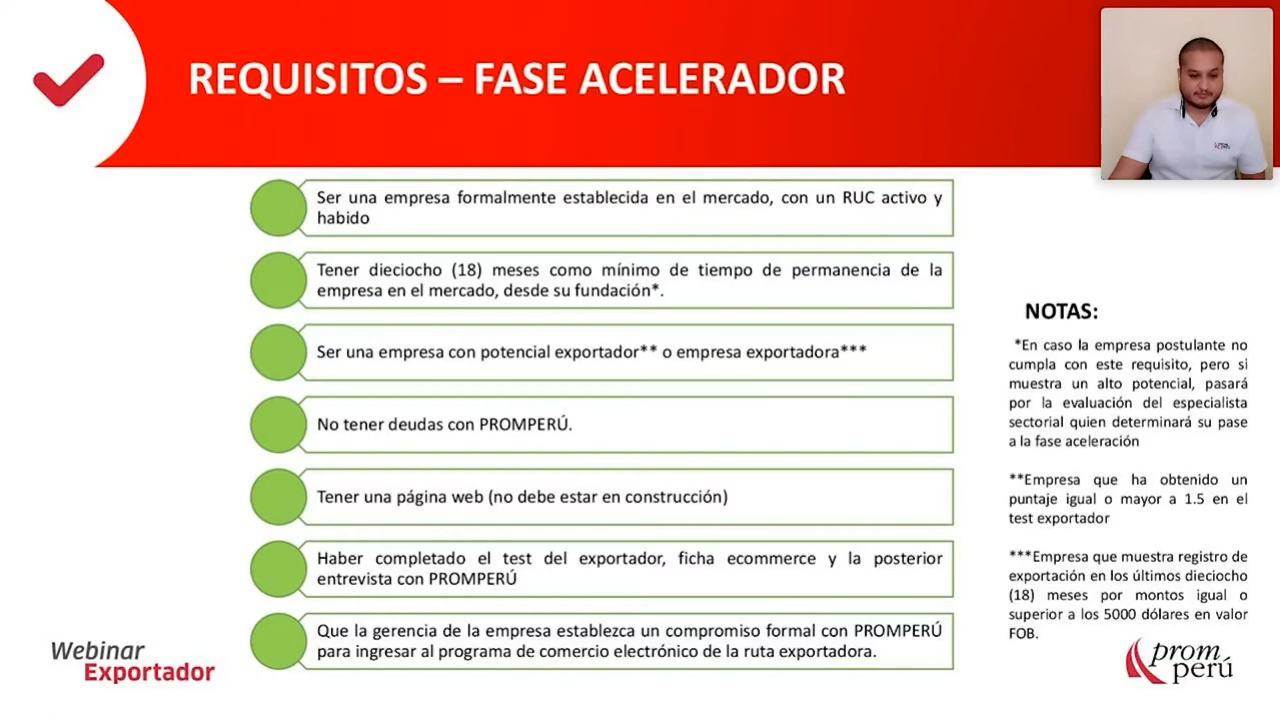 REQUISITOS – FASE ACELERADOR
Ser una empresa formalmente establecida en el mercado, con un RUC activo y
habido
Tener dieciocho (18) meses como mínimo de tiempo de permanencia de la
empresa en el mercado, desde su fundación*.
Ser una empresa con potencial exportador** o empresa exportadora***
No tener deudas con PROMPERÚ.
Tener una página web (no debe estar en construcción)
Haber completado el test del exportador, ficha ecommerce y la posterior
entrevista con PROMPERÚ
Que la gerencia de la empresa establezca un compromiso formal con PROMPERÚ
para ingresar al programa de comercio electrónico de la ruta exportadora.
NOTAS:
*En caso la empresa postulante no
cumpla con este requisito, pero si
muestra un alto potencial, pasará
por la evaluación del especialista
sectorial quien determinará su pase
a la fase aceleración
**Empresa que ha obtenido un
puntaje igual o mayor a 1.5 en el
test exportador
***Empresa que muestra registro de
exportación en los últimos dieciocho
(18) meses por montos igual o
superior a los 5000 dólares en valor
FOB.
Webinar
Exportador
prom
perú